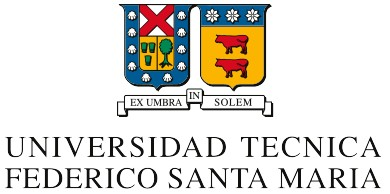 EX UMBRA IN SOLEM
UNIVERSIDAD TECNICA
FEDERICO SANTA MARIA